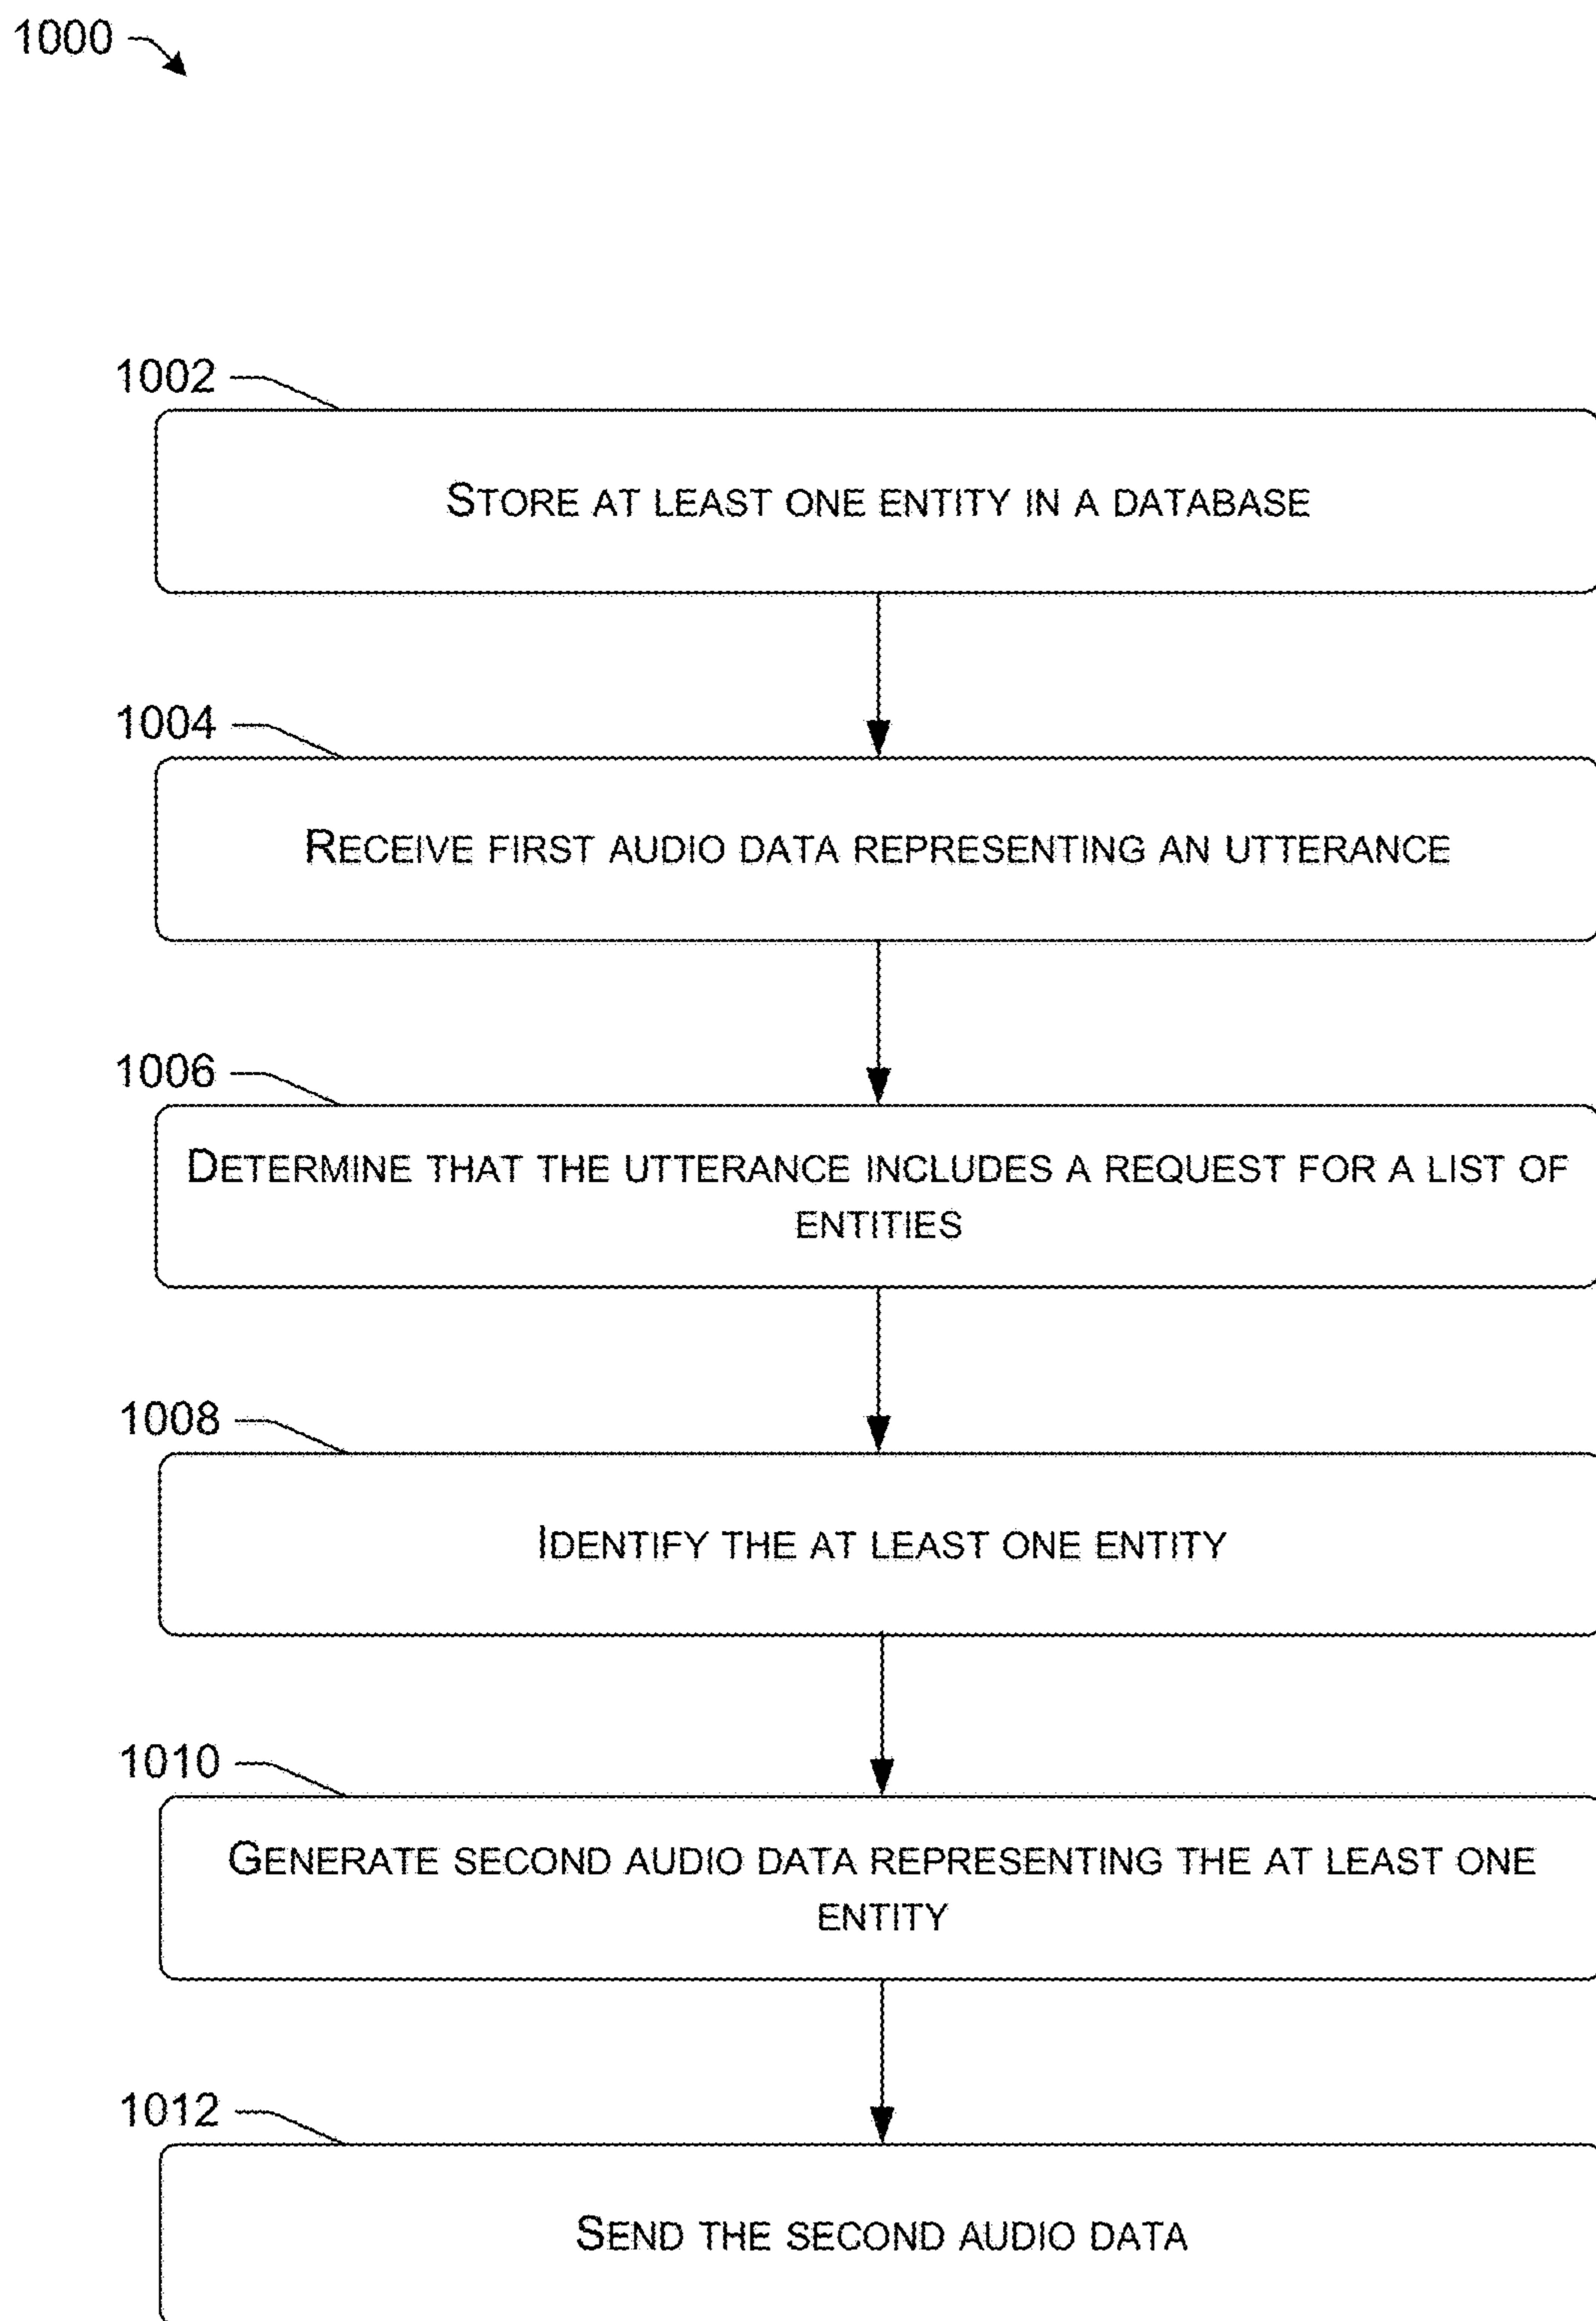 1000
1002
STORE AT LEAST ONE ENTITY IN A DATABASE
1004
RECEIVE FIRST AUDIO DATA REPRESENTING AN UTTERANCE
1006
DETERMINE THAT THE UTTERANCE INCLUDES A REQUEST FOR A LIST OF
ENTITIES
1008
IDENTIFY THE AT LEAST ONE ENTITY
1010
GENERATE SECOND AUDIO DATA REPRESENTING THE AT LEAST ONE
ENTITY
1012
SEND THE SECOND AUDIO DATA